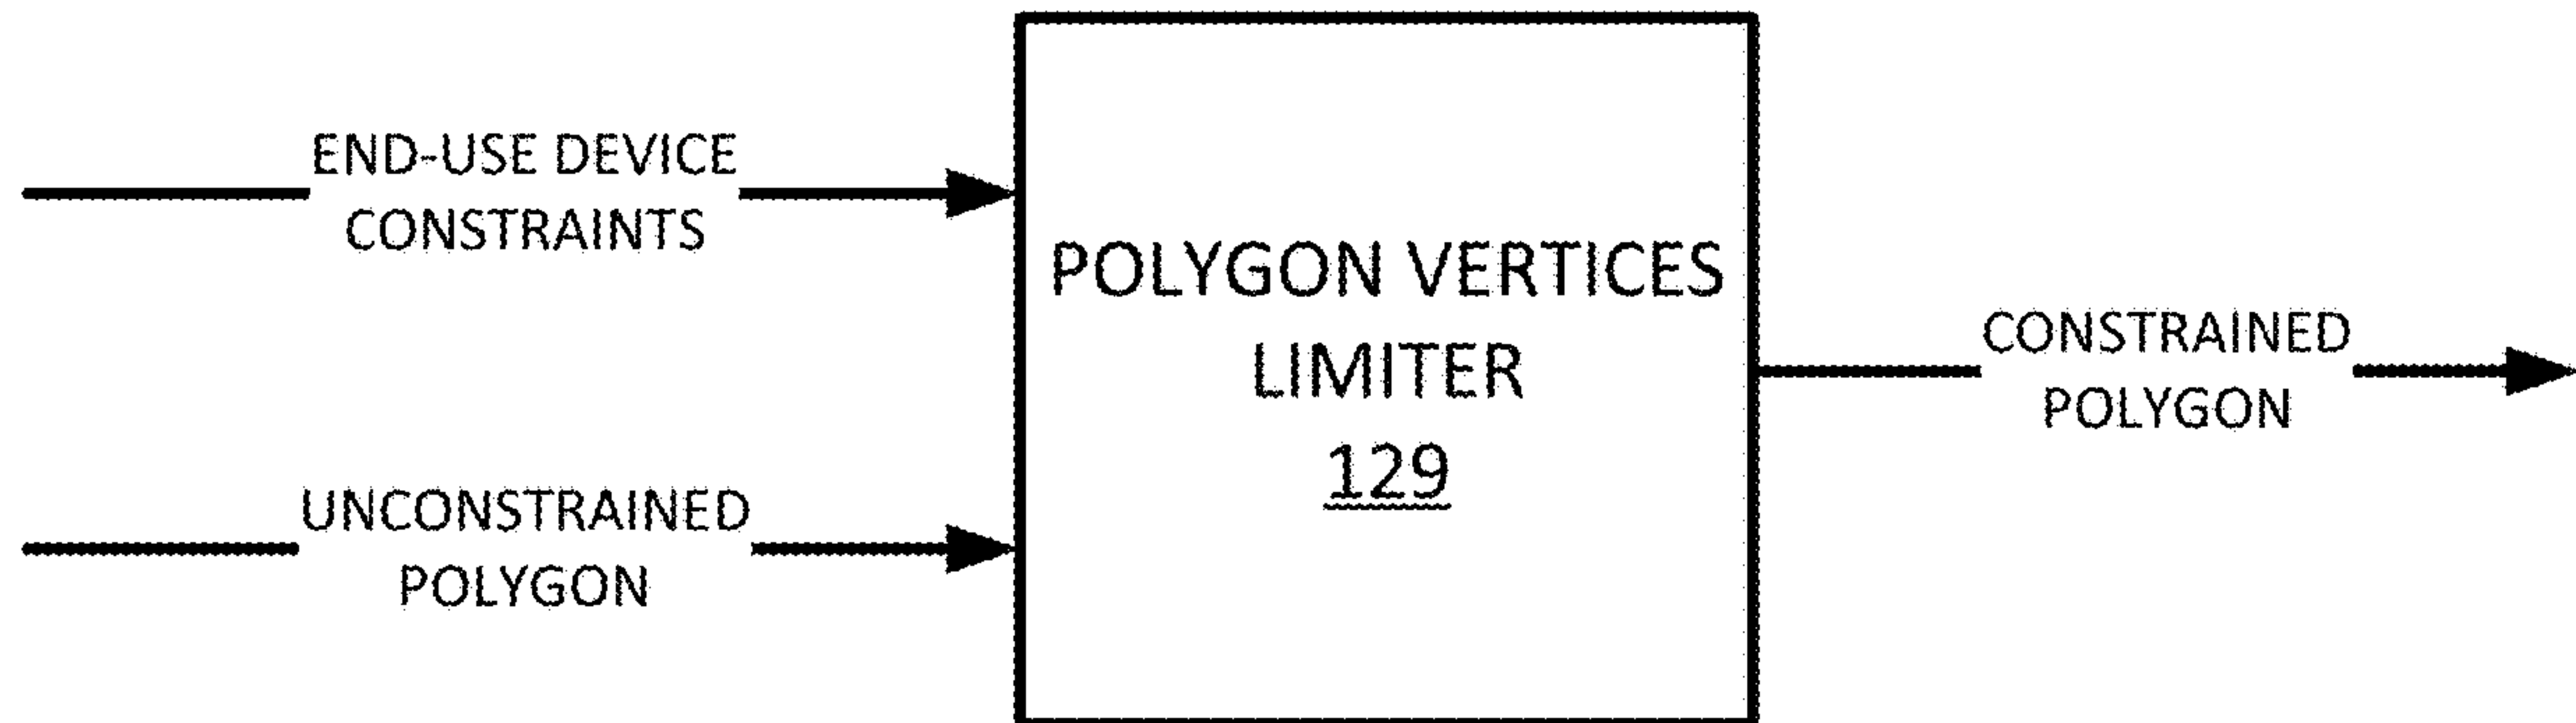 END-USE DEVICE
CONSTRAINTS
UNCONSTRAINED
POLYGON
POLYGON VERTICES
LIMITER
129
CONSTRAINED
POLYGON